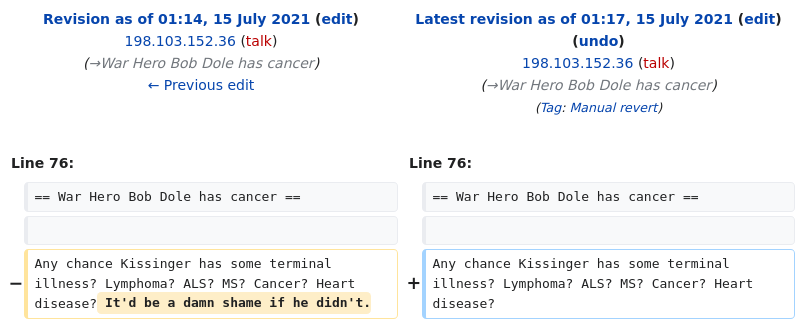 Revision as of 01:14, 15 July 2021 (edit)
198.103.152.36 (talk)
(→War Hero Bob Dole has cancer)
← Previous edit
Latest revision as of 01:17, 15 July 2021 (edit)
(undo)
198.103.152.36 (talk)
(→War Hero Bob Dole has cancer)
(Tag: Manual revert)
Line 76:
Line 76:
== War Hero Bob Dole has cancer ==
== War Hero Bob Dole has cancer ==
− Any chance Kissinger has some terminal
illness? Lymphoma? ALS? MS? Cancer? Heart
disease? It'd be a damn shame if he didn't.
+ Any chance Kissinger has some terminal
illness? Lymphoma? ALS? MS? Cancer? Heart
disease?